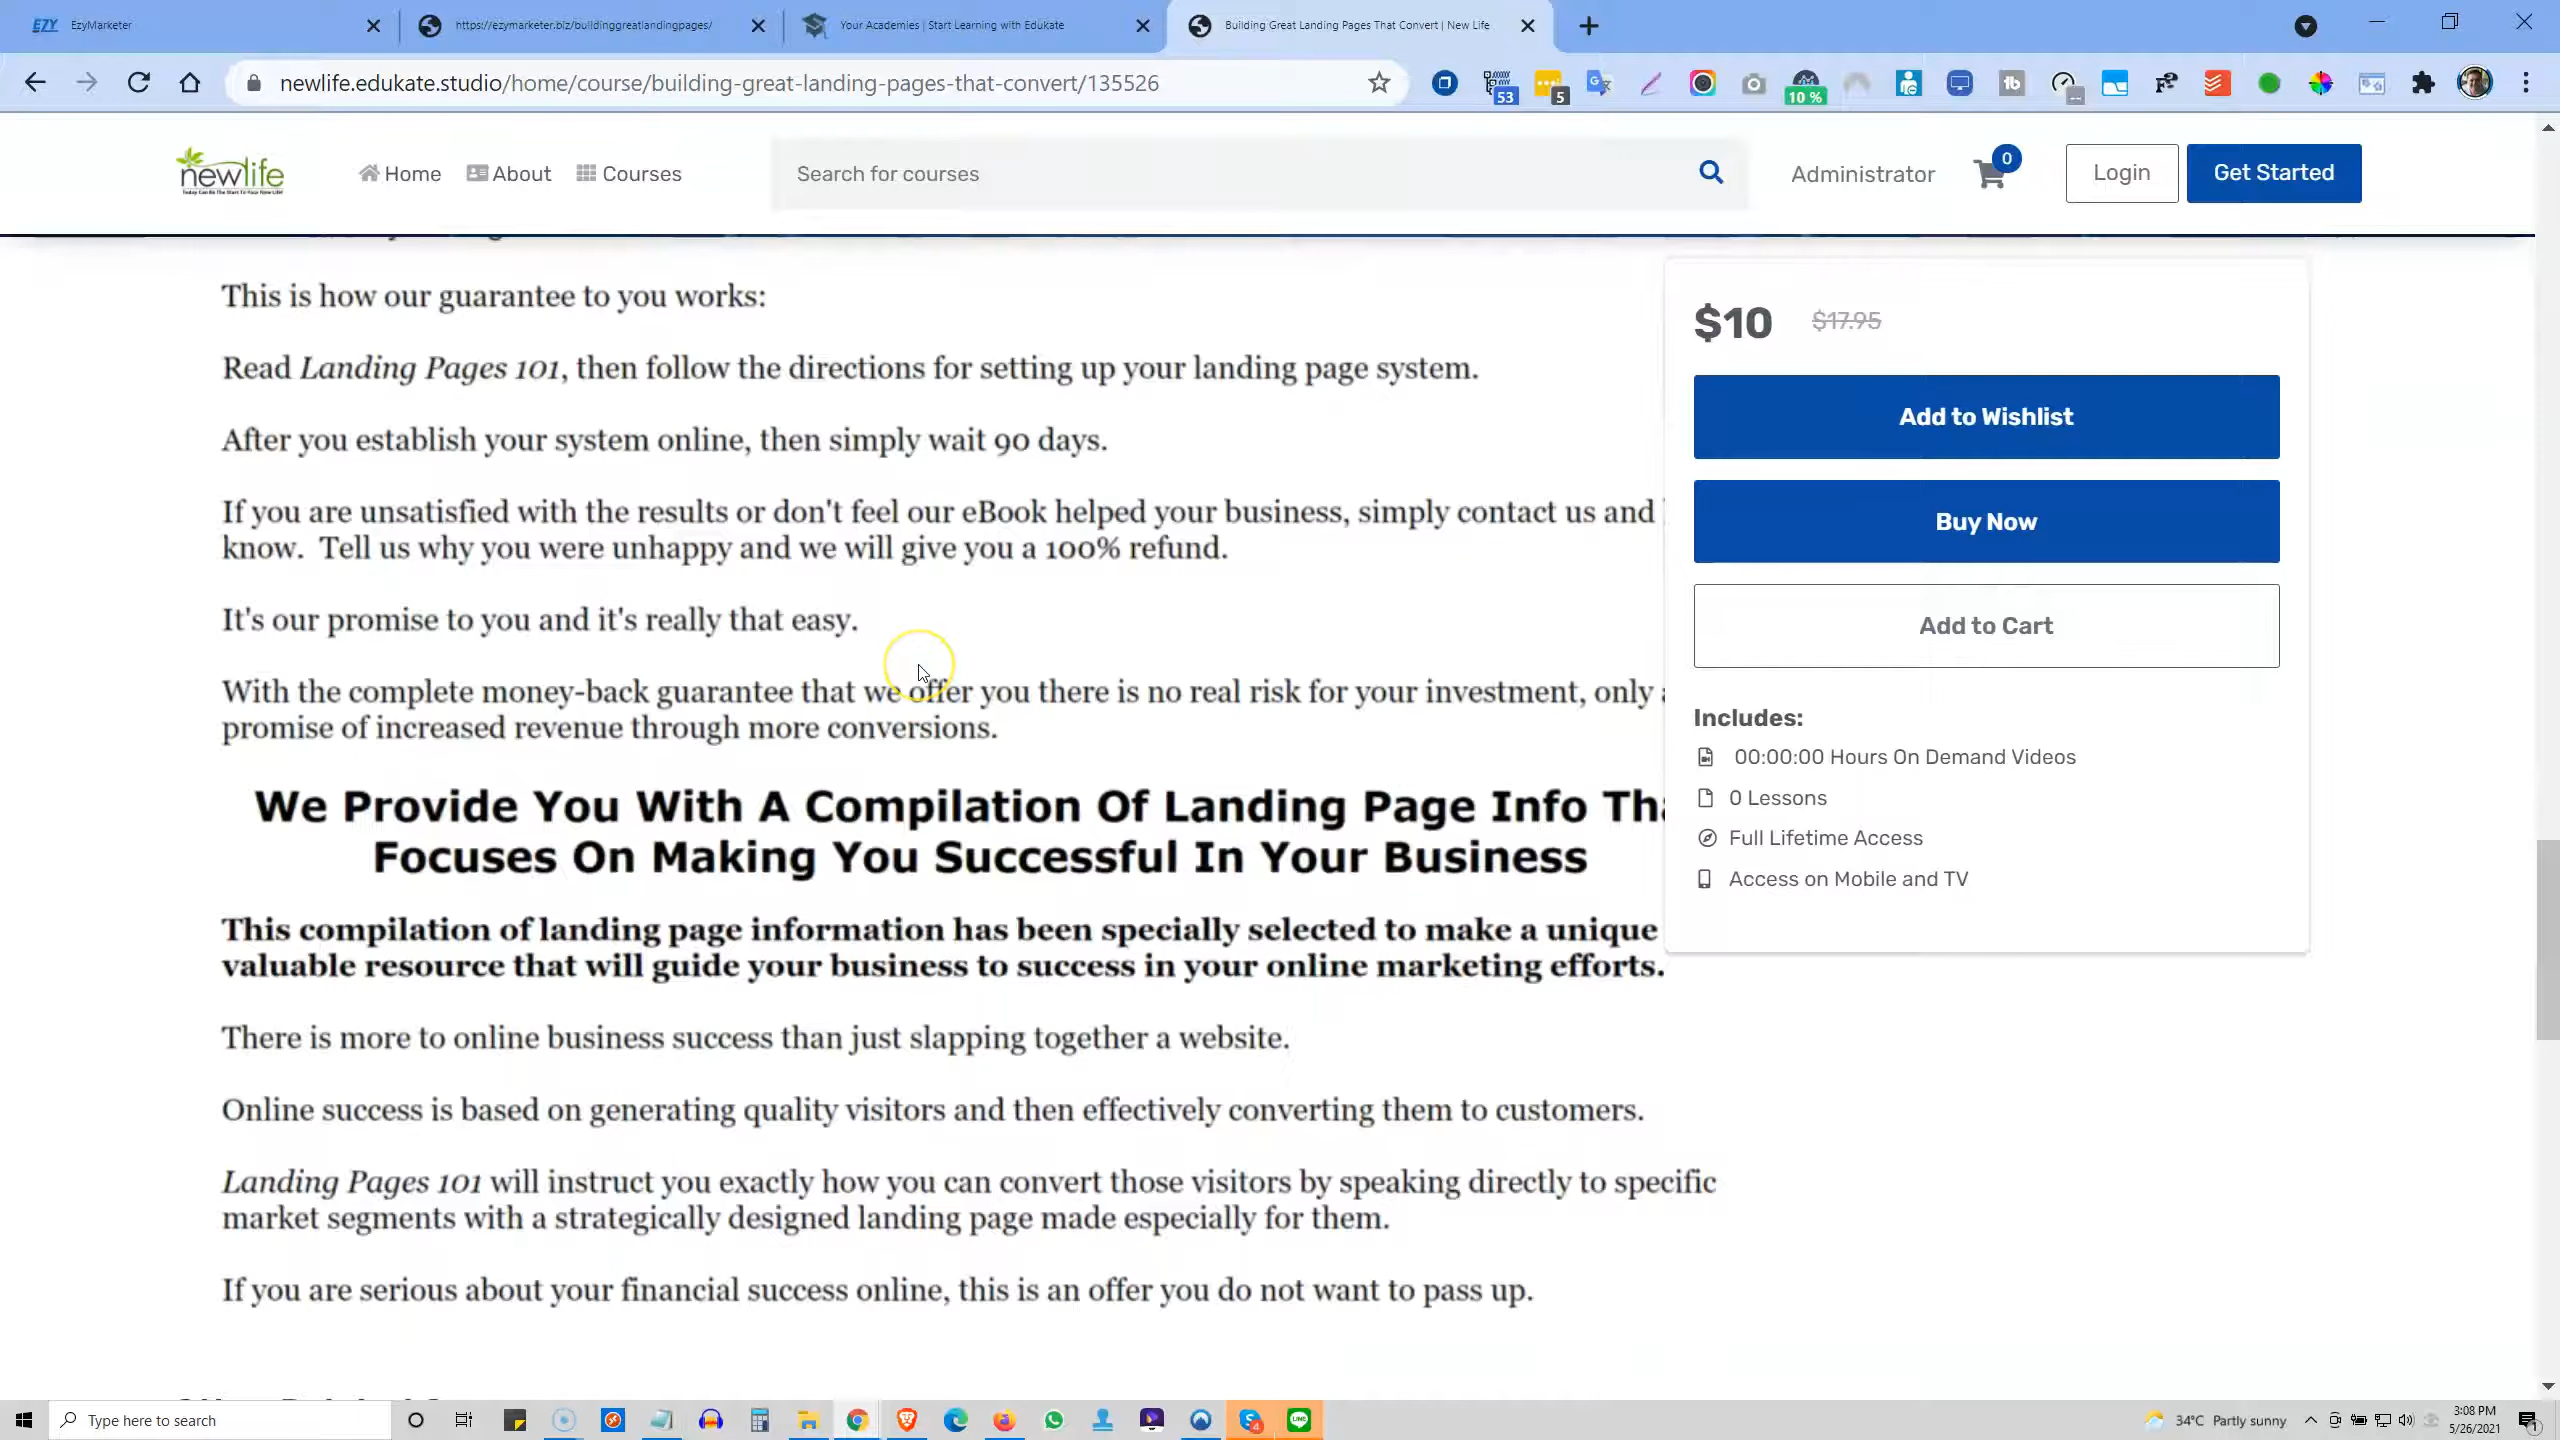 EZY EzyMarketer
https://ezymarketer.biz/buildinggreatlandingpages/
Your Academies | Start Learning with Edukate
Building Great Landing Pages That Convert | New Life
newlife.edukate.studio/home/course/building-great-landing-pages-that-convert/135526
53
5
10 %
newlife
Today Can Be The Start To Your New Life!
Home
About
Courses
Search for courses
Administrator
0
Login
Get Started
This is how our guarantee to you works:
Read Landing Pages 101, then follow the directions for setting up your landing page system.
After you establish your system online, then simply wait 90 days.
If you are unsatisfied with the results or don't feel our eBook helped your business, simply contact us and
know. Tell us why you were unhappy and we will give you a 100% refund.
It's our promise to you and it's really that easy.
With the complete money-back guarantee that we offer you there is no real risk for your investment, only
promise of increased revenue through more conversions.
We Provide You With A Compilation Of Landing Page Info Tha
Focuses On Making You Successful In Your Business
This compilation of landing page information has been specially selected to make a unique
valuable resource that will guide your business to success in your online marketing efforts.
There is more to online business success than just slapping together a website.
Online success is based on generating quality visitors and then effectively converting them to customers.
Landing Pages 101 will instruct you exactly how you can convert those visitors by speaking directly to specific
market segments with a strategically designed landing page made especially for them.
If you are serious about your financial success online, this is an offer you do not want to pass up.
$10 $17.95
Add to Wishlist
Buy Now
Add to Cart
Includes:
00:00:00 Hours On Demand Videos
0 Lessons
Full Lifetime Access
Access on Mobile and TV
Type here to search
34°C Partly sunny
3:08 PM
5/26/2021